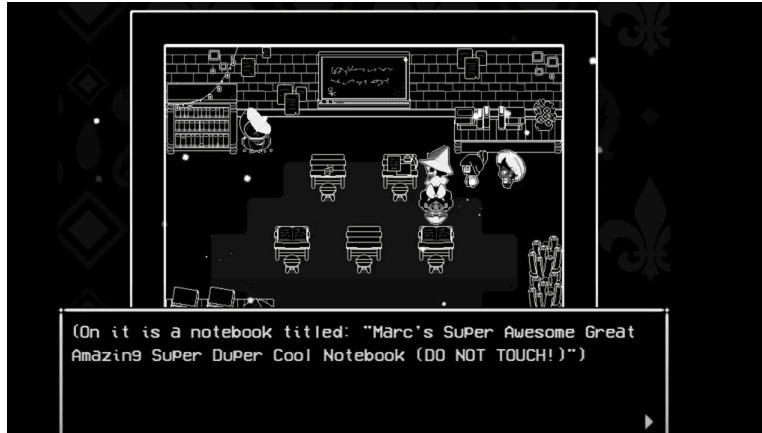 (On it is a notebook titled: "Marc's Super Awesome Great
Amazing Super Duper Cool Notebook (DO NOT TOUCH!)")